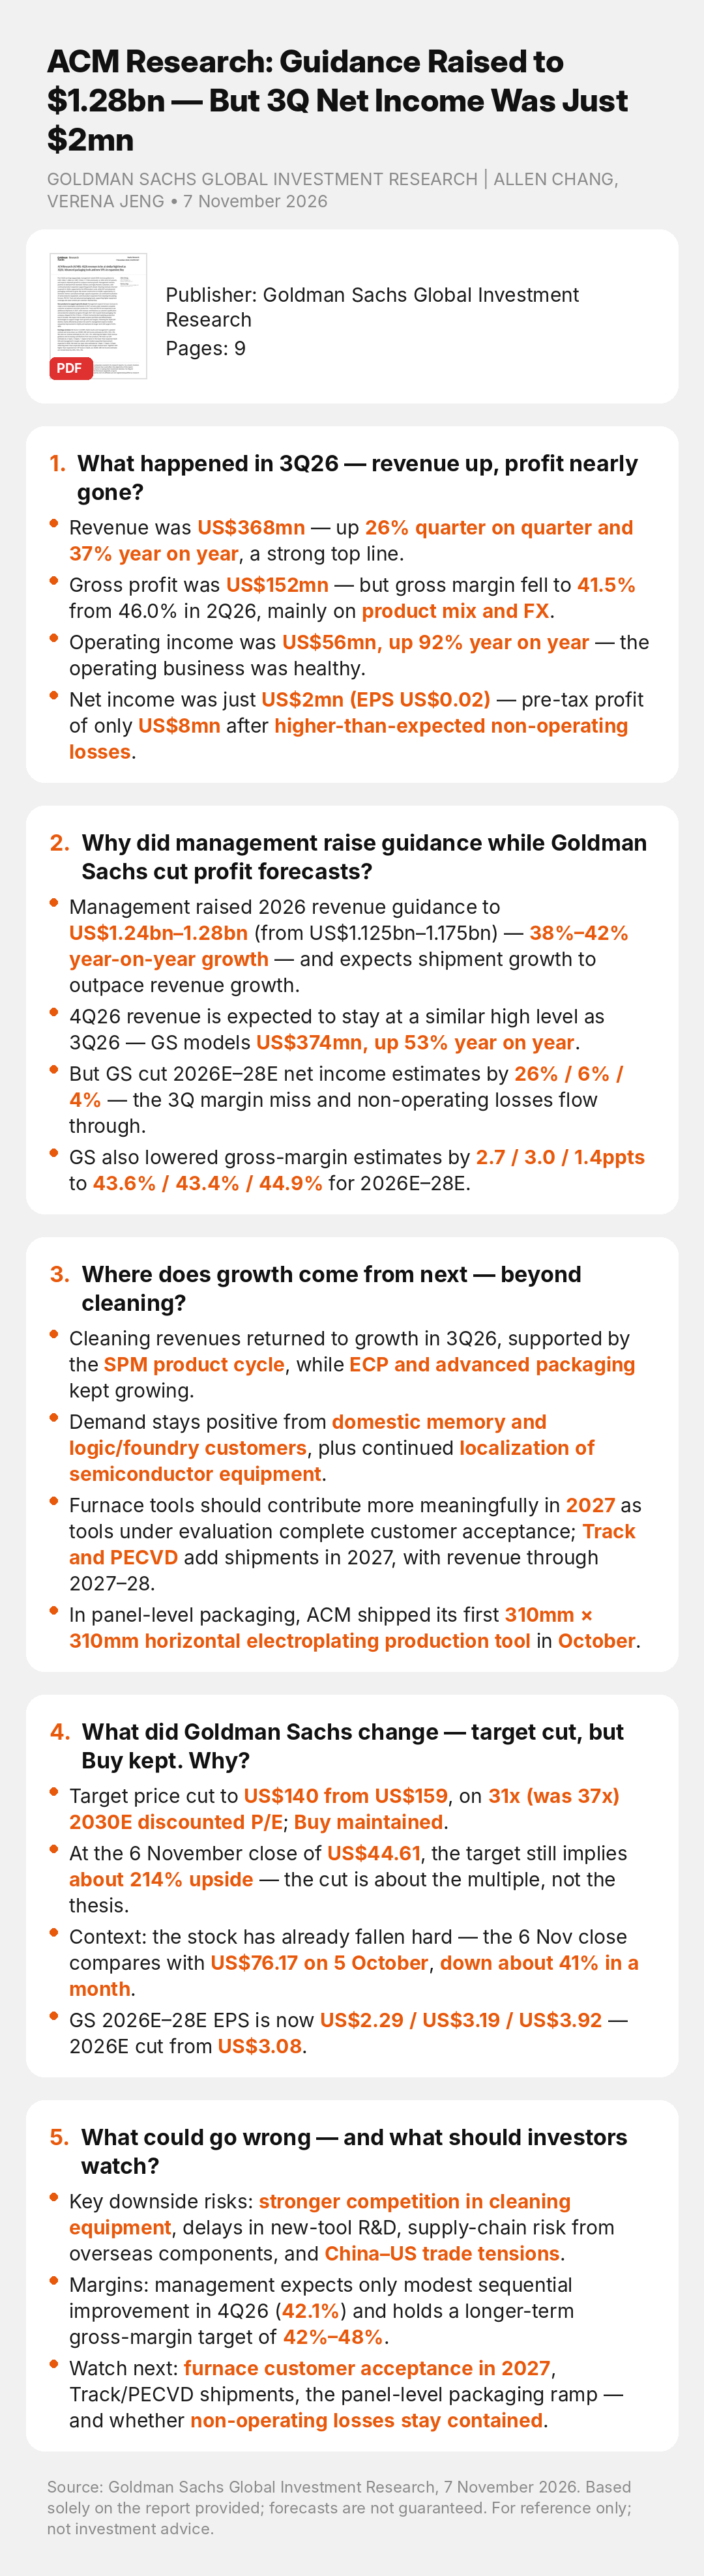 ACM Research: Guidance Raised to
$1.28bn — But 3Q Net Income Was Just
$2mn
GOLDMAN SACHS GLOBAL INVESTMENT RESEARCH | ALLEN CHANG,
VERENA JENG • 7 November 2026
PDF
Publisher: Goldman Sachs Global Investment
Research
Pages: 9
1. What happened in 3Q26 — revenue up, profit nearly
gone?
• Revenue was US$368mn — up 26% quarter on quarter and
37% year on year, a strong top line.
• Gross profit was US$152mn — but gross margin fell to 41.5%
from 46.0% in 2Q26, mainly on product mix and FX.
• Operating income was US$56mn, up 92% year on year — the
operating business was healthy.
• Net income was just US$2mn (EPS US$0.02) — pre-tax profit
of only US$8mn after higher-than-expected non-operating
losses.
2. Why did management raise guidance while Goldman
Sachs cut profit forecasts?
• Management raised 2026 revenue guidance to
US$1.24bn–1.28bn (from US$1.125bn–1.175bn) — 38%–42%
year-on-year growth — and expects shipment growth to
outpace revenue growth.
• 4Q26 revenue is expected to stay at a similar high level as
3Q26 — GS models US$374mn, up 53% year on year.
• But GS cut 2026E–28E net income estimates by 26% / 6% /
4% — the 3Q margin miss and non-operating losses flow
through.
• GS also lowered gross-margin estimates by 2.7 / 3.0 / 1.4ppts
to 43.6% / 43.4% / 44.9% for 2026E–28E.
3. Where does growth come from next — beyond
cleaning?
• Cleaning revenues returned to growth in 3Q26, supported by
the SPM product cycle, while ECP and advanced packaging
kept growing.
• Demand stays positive from domestic memory and
logic/foundry customers, plus continued localization of
semiconductor equipment.
• Furnace tools should contribute more meaningfully in 2027 as
tools under evaluation complete customer acceptance; Track
and PECVD add shipments in 2027, with revenue through
2027–28.
• In panel-level packaging, ACM shipped its first 310mm ×
310mm horizontal electroplating production tool in October.
4. What did Goldman Sachs change — target cut, but
Buy kept. Why?
• Target price cut to US$140 from US$159, on 31x (was 37x)
2030E discounted P/E; Buy maintained.
• At the 6 November close of US$44.61, the target still implies
about 214% upside — the cut is about the multiple, not the
thesis.
• Context: the stock has already fallen hard — the 6 Nov close
compares with US$76.17 on 5 October, down about 41% in a
month.
• GS 2026E–28E EPS is now US$2.29 / US$3.19 / US$3.92 —
2026E cut from US$3.08.
5. What could go wrong — and what should investors
watch?
• Key downside risks: stronger competition in cleaning
equipment, delays in new-tool R&D, supply-chain risk from
overseas components, and China–US trade tensions.
• Margins: management expects only modest sequential
improvement in 4Q26 (42.1%) and holds a longer-term
gross-margin target of 42%–48%.
• Watch next: furnace customer acceptance in 2027,
Track/PECVD shipments, the panel-level packaging ramp —
and whether non-operating losses stay contained.
Source: Goldman Sachs Global Investment Research, 7 November 2026. Based
solely on the report provided; forecasts are not guaranteed. For reference only;
not investment advice.